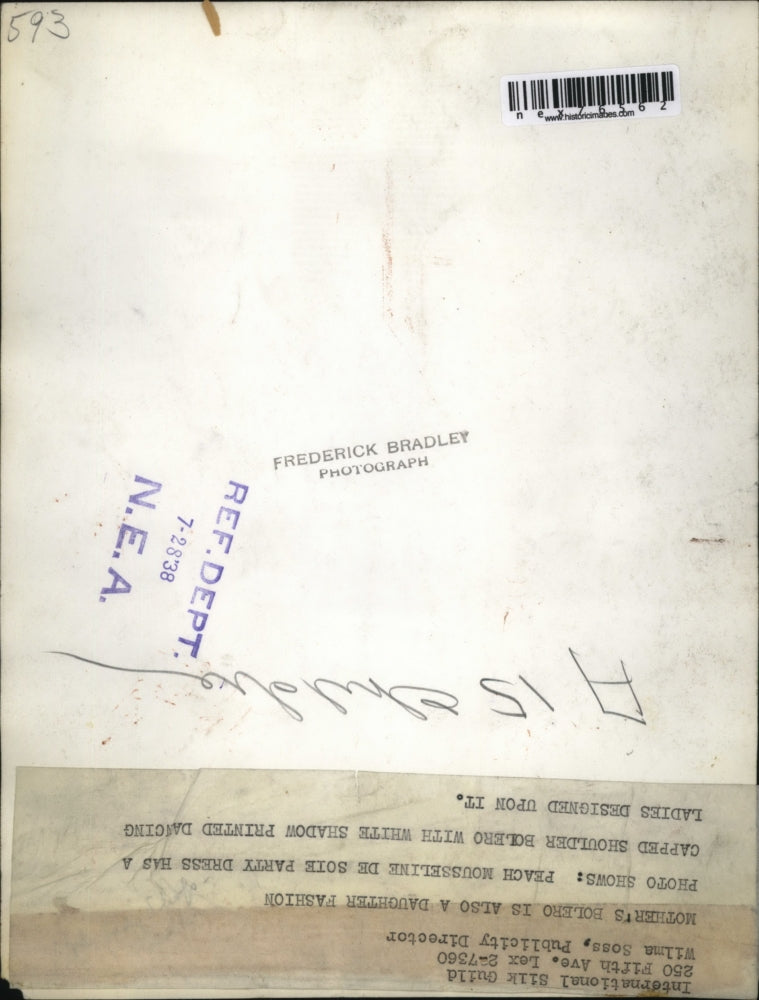 593
nex76562
www.historicimages.com
FREDERICK BRADLEY
PHOTOGRAPH
REF. DEPT.
7-28'38
N.E.A.
15 Children
International Silk Guild
250 Fifth Ave. Lex 2-7360
Wilma Soss, Publicity Director
MOTHER'S BOLERO IS ALSO A DAUGHTER FASHION
PHOTO SHOWS: PEACH MOUSSELINE DE SOIE PARTY DRESS HAS A
CAPPED SHOULDER BOLERO WITH WHITE SHADOW PRINTED DANCING
LADIES DESIGNED UPON IT.